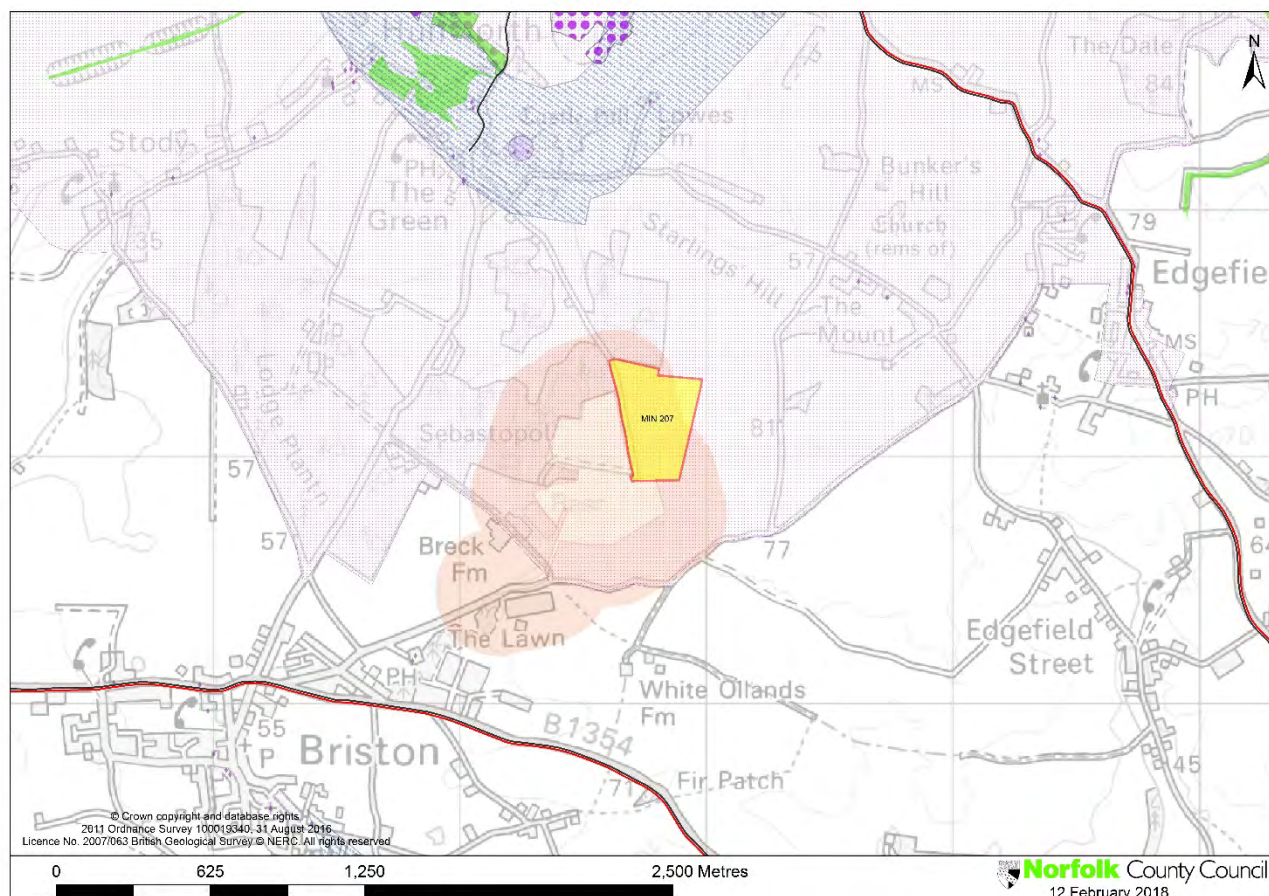 Hunworth
N
The Dale
84
MS
Stody
Lowes
Fm
PH
The
Green
Bunker's
Hill
35
Church
(rems of)
79
Starlings' Hill
57
Edgefie
The
Mount
MS
Lodge Plantn
MIN 207
PH
Sebastopol
81
70
57
57
Breck
Fm
77
64
The Lawn
Edgefield
Street
PH
White Ollands
Fm
55
P
Briston
B 1354
71
Fir Patch
45
© Crown copyright and database rights
2011 Ordnance Survey 100019340, 31 August 2016
Licence No. 2007/063 British Geological Survey © NERC. All rights reserved
0 625 1,250 2,500 Metres
Norfolk County Council
12 February 2018